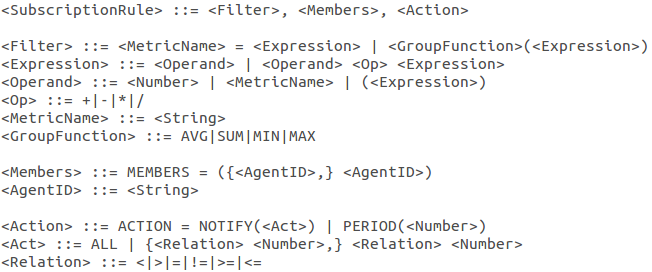 <SubscriptionRule> ::= <Filter>, <Members>, <Action>
<Filter> ::= <MetricName> = <Expression> | <GroupFunction>(<Expression>)
<Expression> ::= <Operand> | <Operand> <Op> <Expression>
<Operand> ::= <Number> | <MetricName> | (<Expression>)
<Op> ::= +|-|*|/
<MetricName> ::= <String>
<GroupFunction> ::= AVG|SUM|MIN|MAX
<Members> ::= MEMBERS = ({<AgentID>,} <AgentID>)
<AgentID> ::= <String>
<Action> ::= ACTION = NOTIFY(<Act>) | PERIOD(<Number>)
<Act> ::= ALL | {<Relation> <Number>,} <Relation> <Number>
<Relation> ::= <|>|=|!=|>=|<=